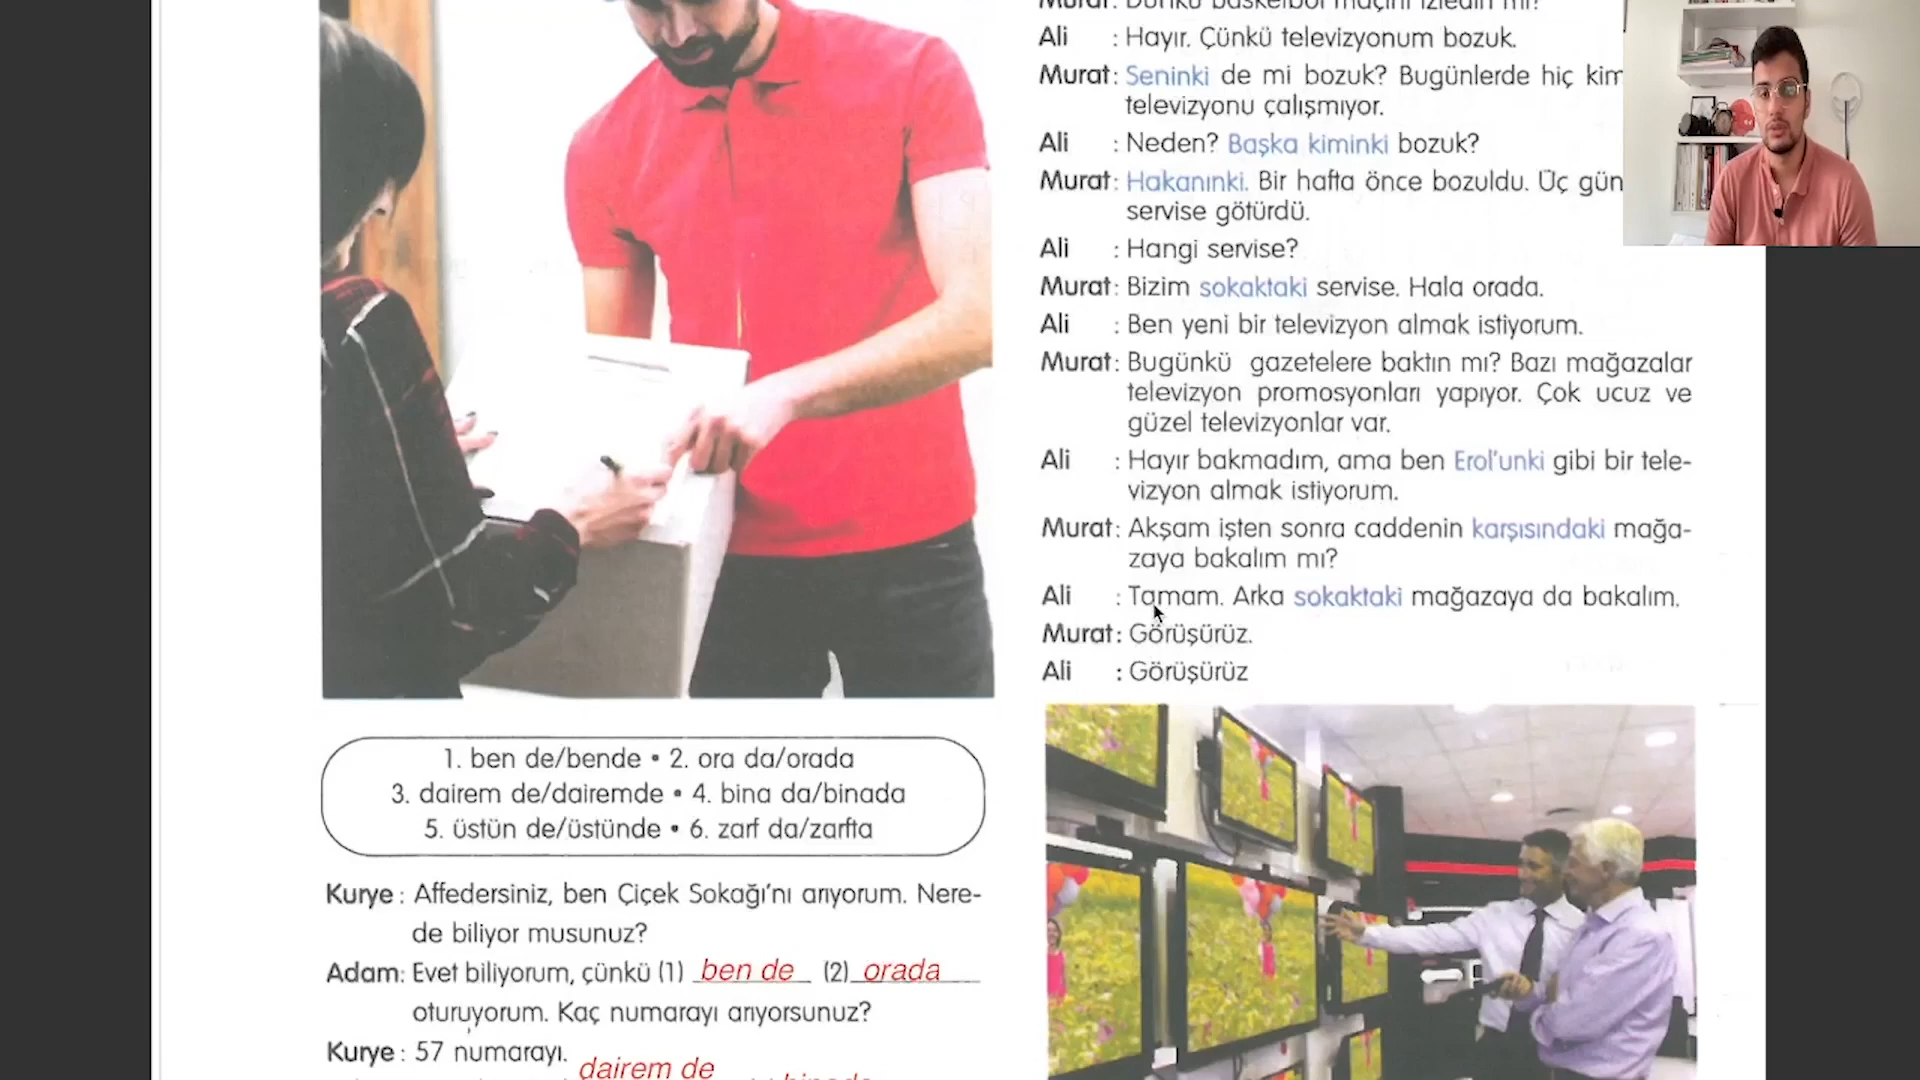 Murat: Dünkü basketbol maçını izledin mi?
Ali : Hayır. Çünkü televizyonum bozuk.
Murat: Seninki de mi bozuk? Bugünlerde hiç kim
televizyonu çalışmıyor.
Ali : Neden? Başka kiminki bozuk?
Murat: Hakanınki. Bir hafta önce bozuldu. Üç gün
servise götürdü.
Ali : Hangi servise?
Murat: Bizim sokaktaki servise. Hala orada.
Ali : Ben yeni bir televizyon almak istiyorum.
Murat: Bugünkü gazetelere baktın mı? Bazı mağazalar
televizyon promosyonları yapıyor. Çok ucuz ve
güzel televizyonlar var.
Ali : Hayır bakmadım, ama ben Erol'unki gibi bir tele-
vizyon almak istiyorum.
Murat: Akşam işten sonra caddenin karşısındaki mağa-
zaya bakalım mı?
Ali : Tamam. Arka sokaktaki mağazaya da bakalım.
Murat: Görüşürüz.
Ali : Görüşürüz
1. ben de/bende • 2. ora da/orada
3. dairem de/dairemde • 4. bina da/binada
5. üstün de/üstünde • 6. zarf da/zarfta
Kurye : Affedersiniz, ben Çiçek Sokağı'nı arıyorum. Nere-
de biliyor musunuz?
Adam: Evet biliyorum, çünkü (1) ben de (2) orada
oturuyorum. Kaç numarayı arıyorsunuz?
Kurye : 57 numarayı.
dairem de